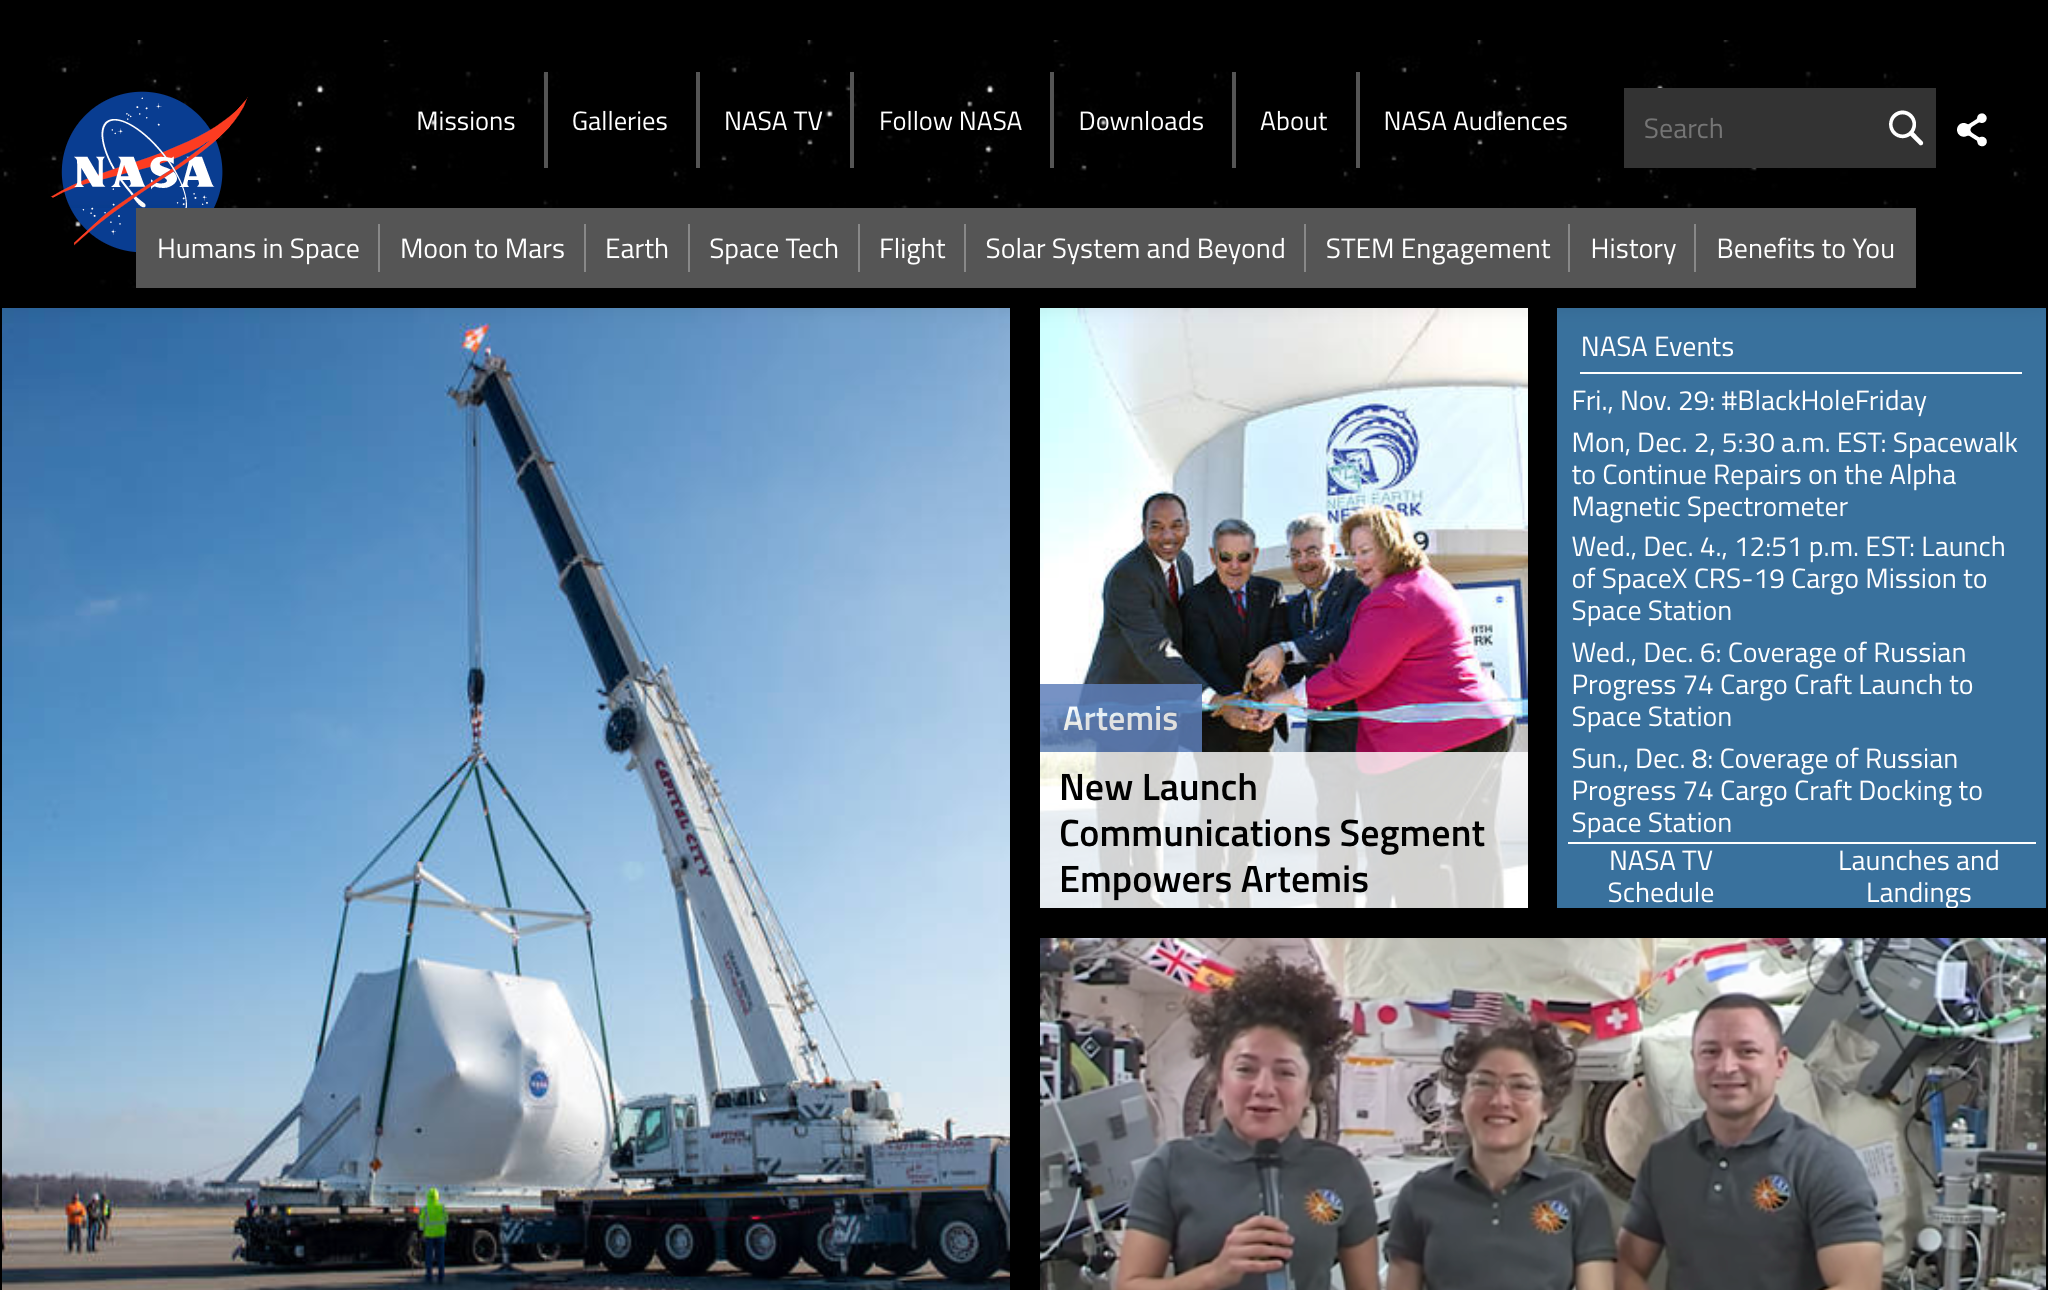 NASA
Missions
Galleries
NASA TV
Follow NASA
Downloads
About
NASA Audiences
Search
Humans in Space
Moon to Mars
Earth
Space Tech
Flight
Solar System and Beyond
STEM Engagement
History
Benefits to You
CAPITAL CITY
NEAR EARTH
NETWORK
9
RTH
RK
Artemis
New Launch
Communications Segment
Empowers Artemis
NASA Events
Fri., Nov. 29: #BlackHoleFriday
Mon, Dec. 2, 5:30 a.m. EST: Spacewalk
to Continue Repairs on the Alpha
Magnetic Spectrometer
Wed., Dec. 4., 12:51 p.m. EST: Launch
of SpaceX CRS-19 Cargo Mission to
Space Station
Wed., Dec. 6: Coverage of Russian
Progress 74 Cargo Craft Launch to
Space Station
Sun., Dec. 8: Coverage of Russian
Progress 74 Cargo Craft Docking to
Space Station
NASA TV
Schedule
Launches and
Landings